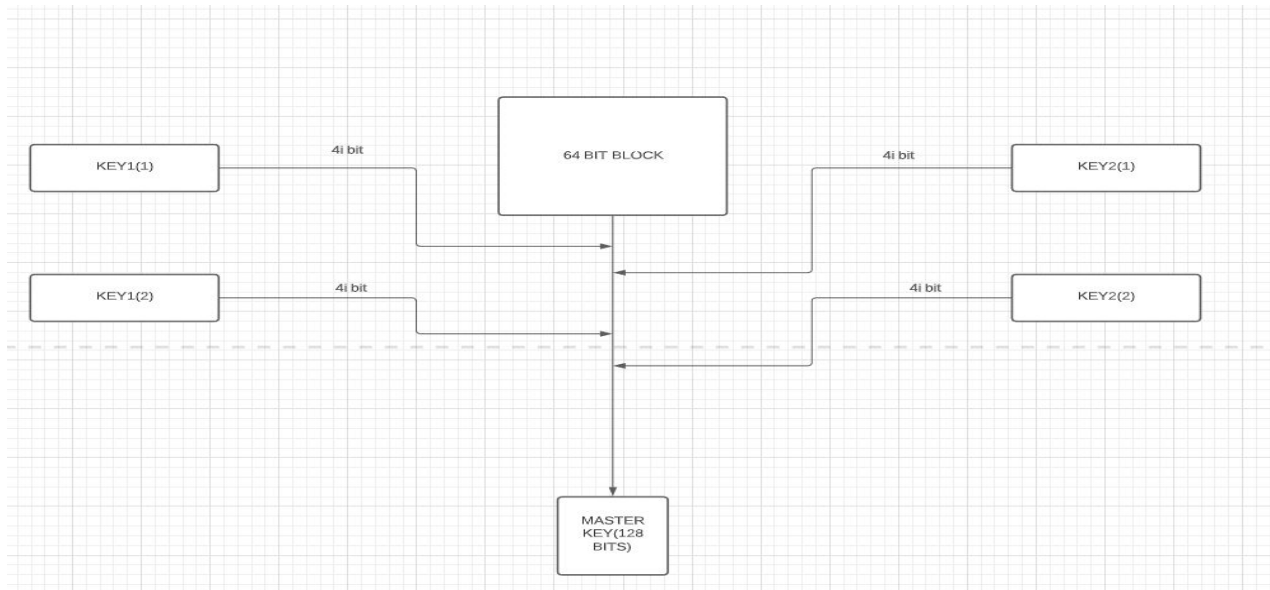 64 BIT BLOCK
KEY1(1)
4i bit
4i bit
KEY2(1)
KEY1(2)
4i bit
4i bit
KEY2(2)
MASTER
KEY(128
BITS)